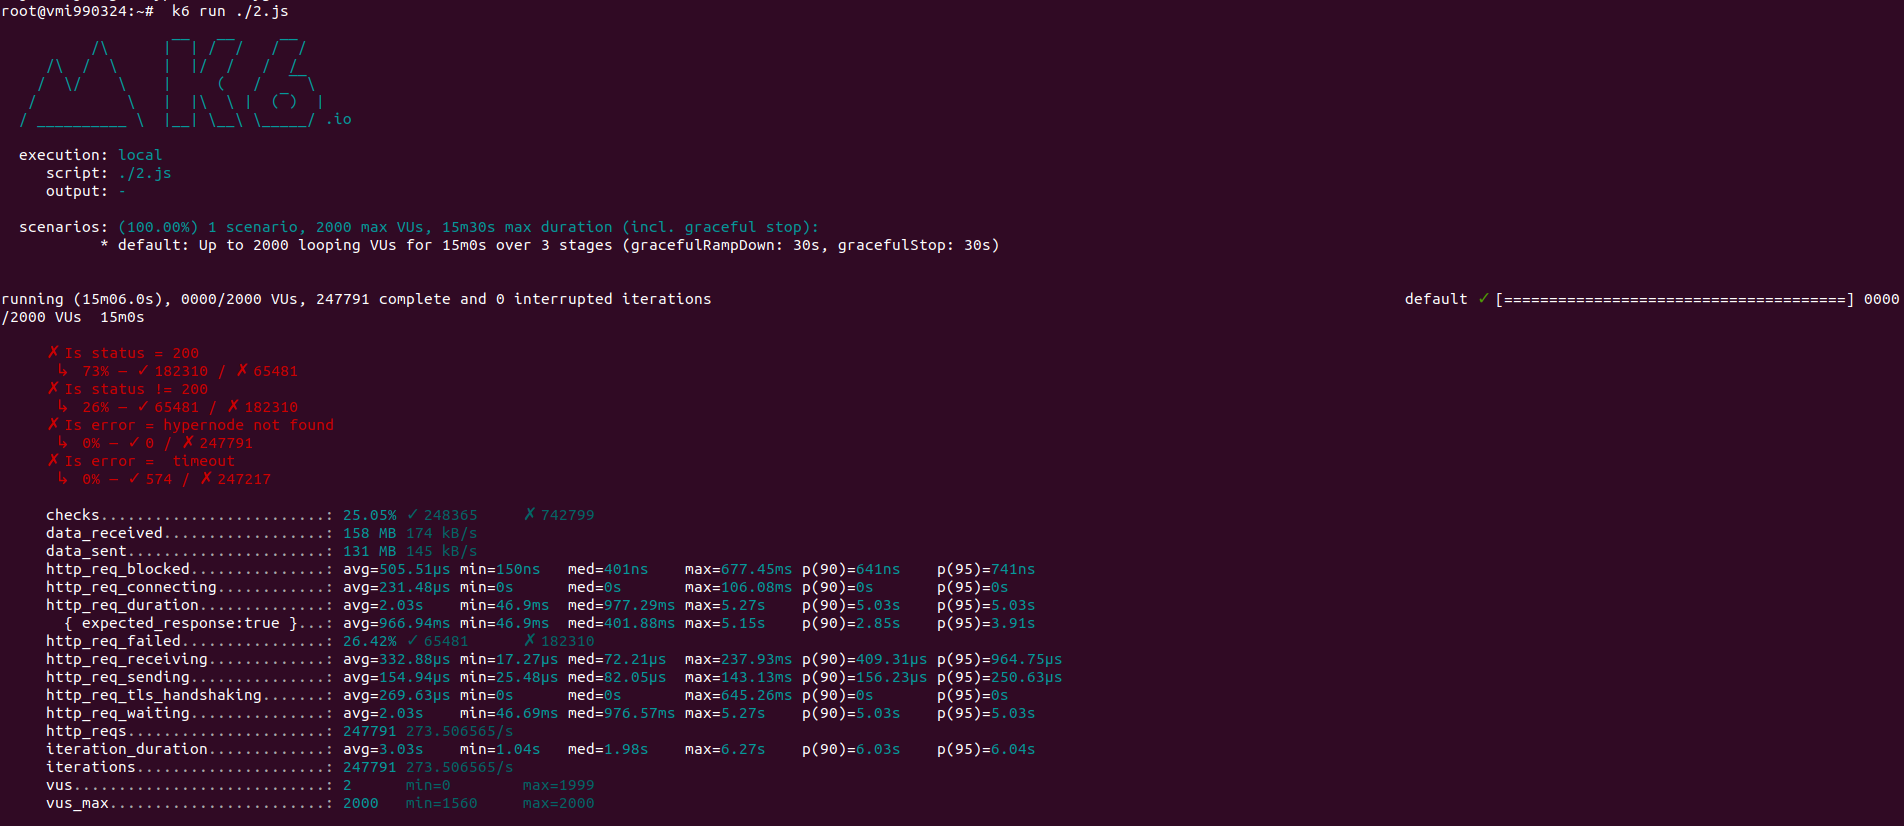 root@vmi990324:~#  k6 run ./2.js
          /\      |‾‾| /‾‾/   /‾‾/
     /\  /  \     |  |/  /   /  /
    /  \/    \    |     (   /   ‾‾\
   /          \   |  |\  \ |  (‾)  |
  / __________ \  |__| \__\ \_____/ .io
execution: local
script: ./2.js
output: -
scenarios: (100.00%) 1 scenario, 2000 max VUs, 15m30s max duration (incl. graceful stop):
* default: Up to 2000 looping VUs for 15m0s over 3 stages (gracefulRampDown: 30s, gracefulStop: 30s)
running (15m06.0s), 0000/2000 VUs, 247791 complete and 0 interrupted iterations default ✓ [======================================] 0000
/2000 VUs  15m0s
✗ Is status = 200
↳  73% — ✓ 182310 / ✗ 65481
✗ Is status != 200
↳  26% — ✓ 65481 / ✗ 182310
✗ Is error = hypernode not found
↳  0% — ✓ 0 / ✗ 247791
✗ Is error =  timeout
↳  0% — ✓ 574 / ✗ 247217
checks.........................: 25.05% ✓ 248365     ✗ 742799
data_received..................: 158 MB 174 kB/s
data_sent......................: 131 MB 145 kB/s
http_req_blocked...............: avg=505.51µs min=150ns   med=401ns    max=677.45ms p(90)=641ns    p(95)=741ns
http_req_connecting............: avg=231.48µs min=0s      med=0s       max=106.08ms p(90)=0s       p(95)=0s
http_req_duration..............: avg=2.03s    min=46.9ms  med=977.29ms max=5.27s    p(90)=5.03s    p(95)=5.03s
{ expected_response:true }...: avg=966.94ms min=46.9ms  med=401.88ms max=5.15s    p(90)=2.85s    p(95)=3.91s
http_req_failed................: 26.42% ✓ 65481      ✗ 182310
http_req_receiving.............: avg=332.88µs min=17.27µs med=72.21µs  max=237.93ms p(90)=409.31µs p(95)=964.75µs
http_req_sending...............: avg=154.94µs min=25.48µs med=82.05µs  max=143.13ms p(90)=156.23µs p(95)=250.63µs
http_req_tls_handshaking.......: avg=269.63µs min=0s      med=0s       max=645.26ms p(90)=0s       p(95)=0s
http_req_waiting...............: avg=2.03s    min=46.69ms med=976.57ms max=5.27s    p(90)=5.03s    p(95)=5.03s
http_reqs......................: 247791 273.506565/s
iteration_duration.............: avg=3.03s    min=1.04s   med=1.98s    max=6.27s    p(90)=6.03s    p(95)=6.04s
iterations.....................: 247791 273.506565/s
vus............................: 2      min=0        max=1999
vus_max........................: 2000   min=1560     max=2000